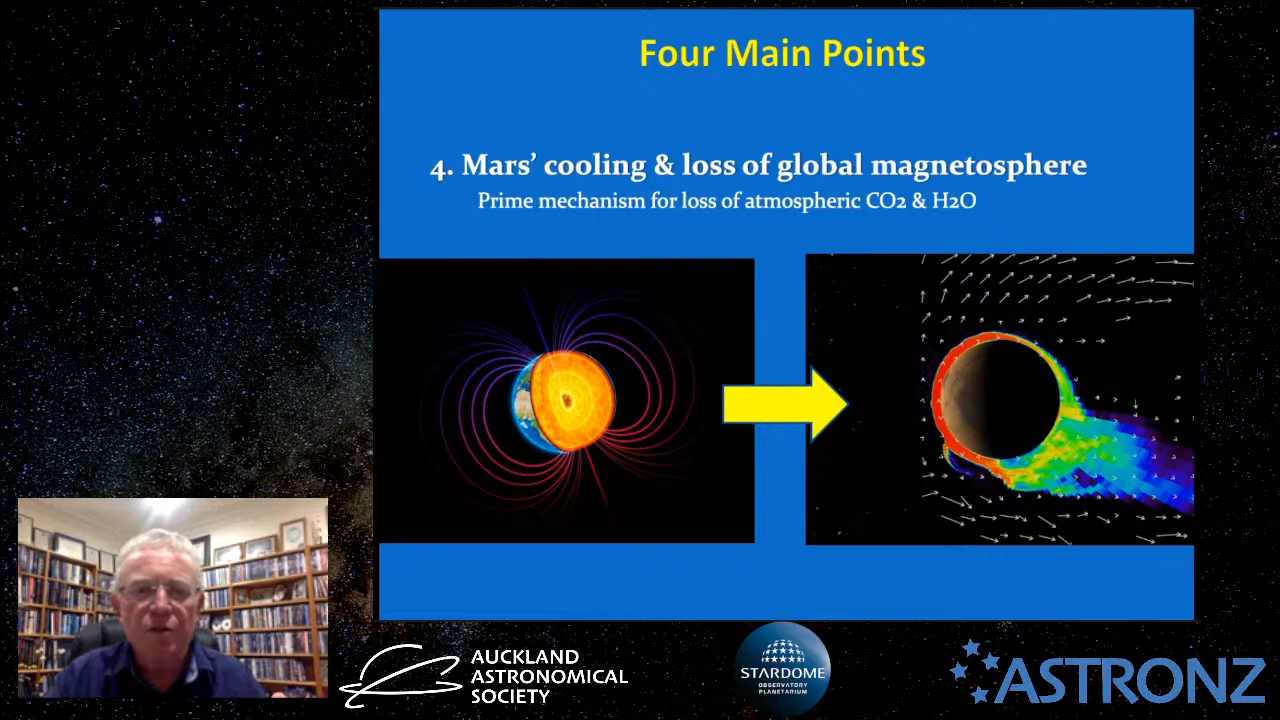 Four Main Points
4. Mars’ cooling & loss of global magnetosphere
Prime mechanism for loss of atmospheric CO2 & H2O
AUCKLAND
ASTRONOMICAL
SOCIETY
STARDOME
OBSERVATORY
PLANETARIUM
ASTRONZ